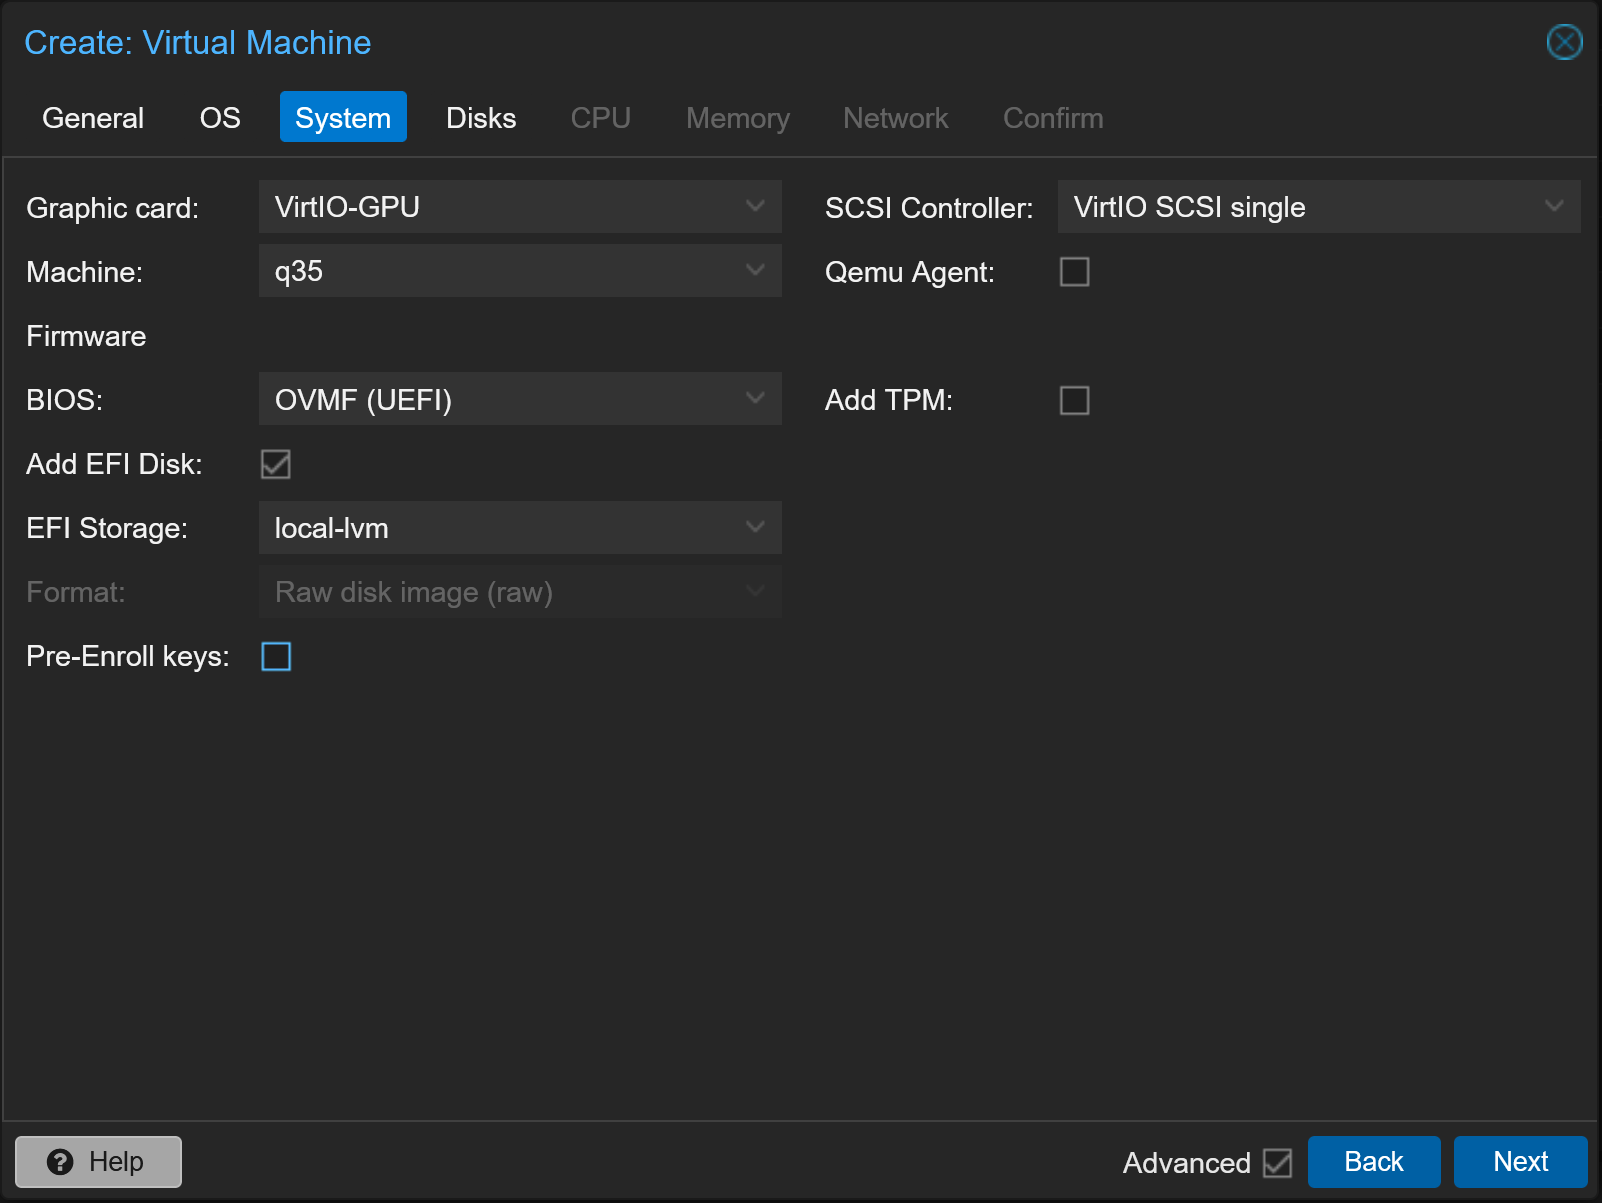 Create: Virtual Machine
General OS System Disks CPU Memory Network Confirm
Graphic card: VirtIO-GPU
Machine: q35
Firmware
BIOS: OVMF (UEFI)
Add EFI Disk:
EFI Storage: local-lvm
Format: Raw disk image (raw)
Pre-Enroll keys:
SCSI Controller: VirtIO SCSI single
Qemu Agent:
Add TPM:
Help
Advanced
Back
Next